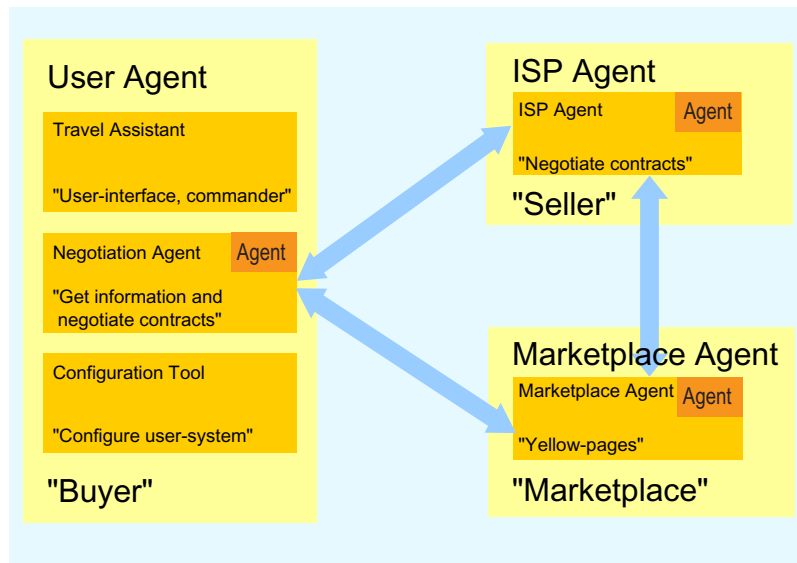 User Agent
Travel Assistant
"User-interface, commander"
Negotiation Agent
Agent
"Get information and
negotiate contracts"
Configuration Tool
"Configure user-system"
"Buyer"
ISP Agent
ISP Agent
Agent
"Negotiate contracts"
"Seller"
Marketplace Agent
Marketplace Agent
Agent
"Yellow-pages"
"Marketplace"